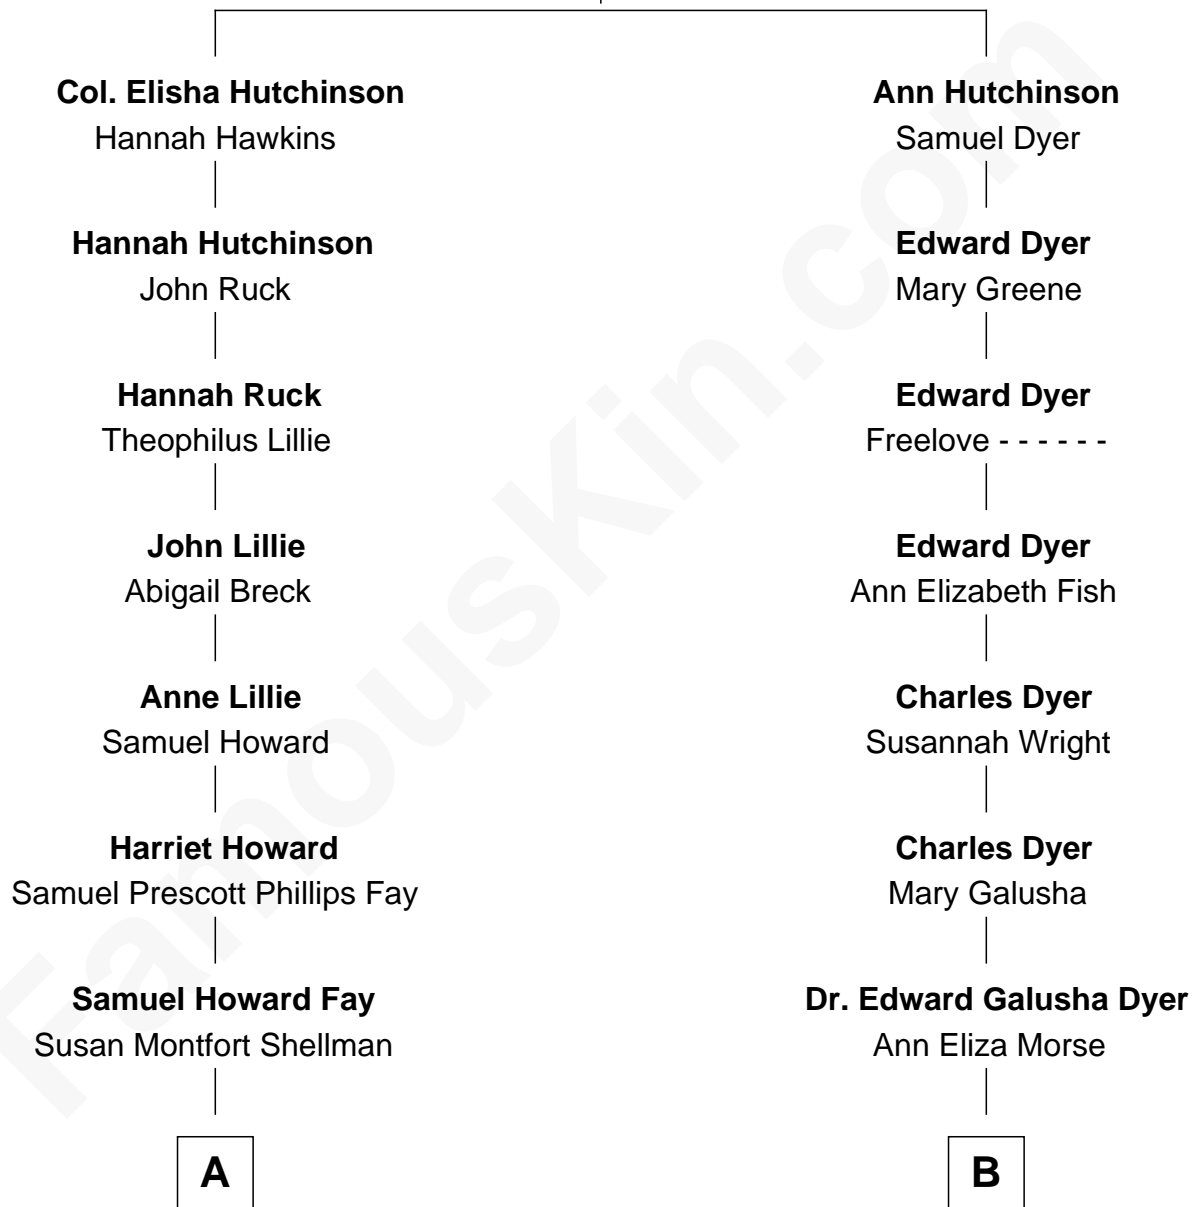 Col. Elisha Hutchinson
Hannah Hawkins
Hannah Hutchinson
John Ruck
Hannah Ruck
Theophilus Lillie
John Lillie
Abigail Breck
Anne Lillie
Samuel Howard
Harriet Howard
Samuel Prescott Phillips Fay
Samuel Howard Fay
Susan Montfort Shellman
A
Ann Hutchinson
Samuel Dyer
Edward Dyer
Mary Greene
Edward Dyer
Freelove - - - - - -
Edward Dyer
Ann Elizabeth Fish
Charles Dyer
Susannah Wright
Charles Dyer
Mary Galusha
Dr. Edward Galusha Dyer
Ann Eliza Morse
B
FamousKin.com